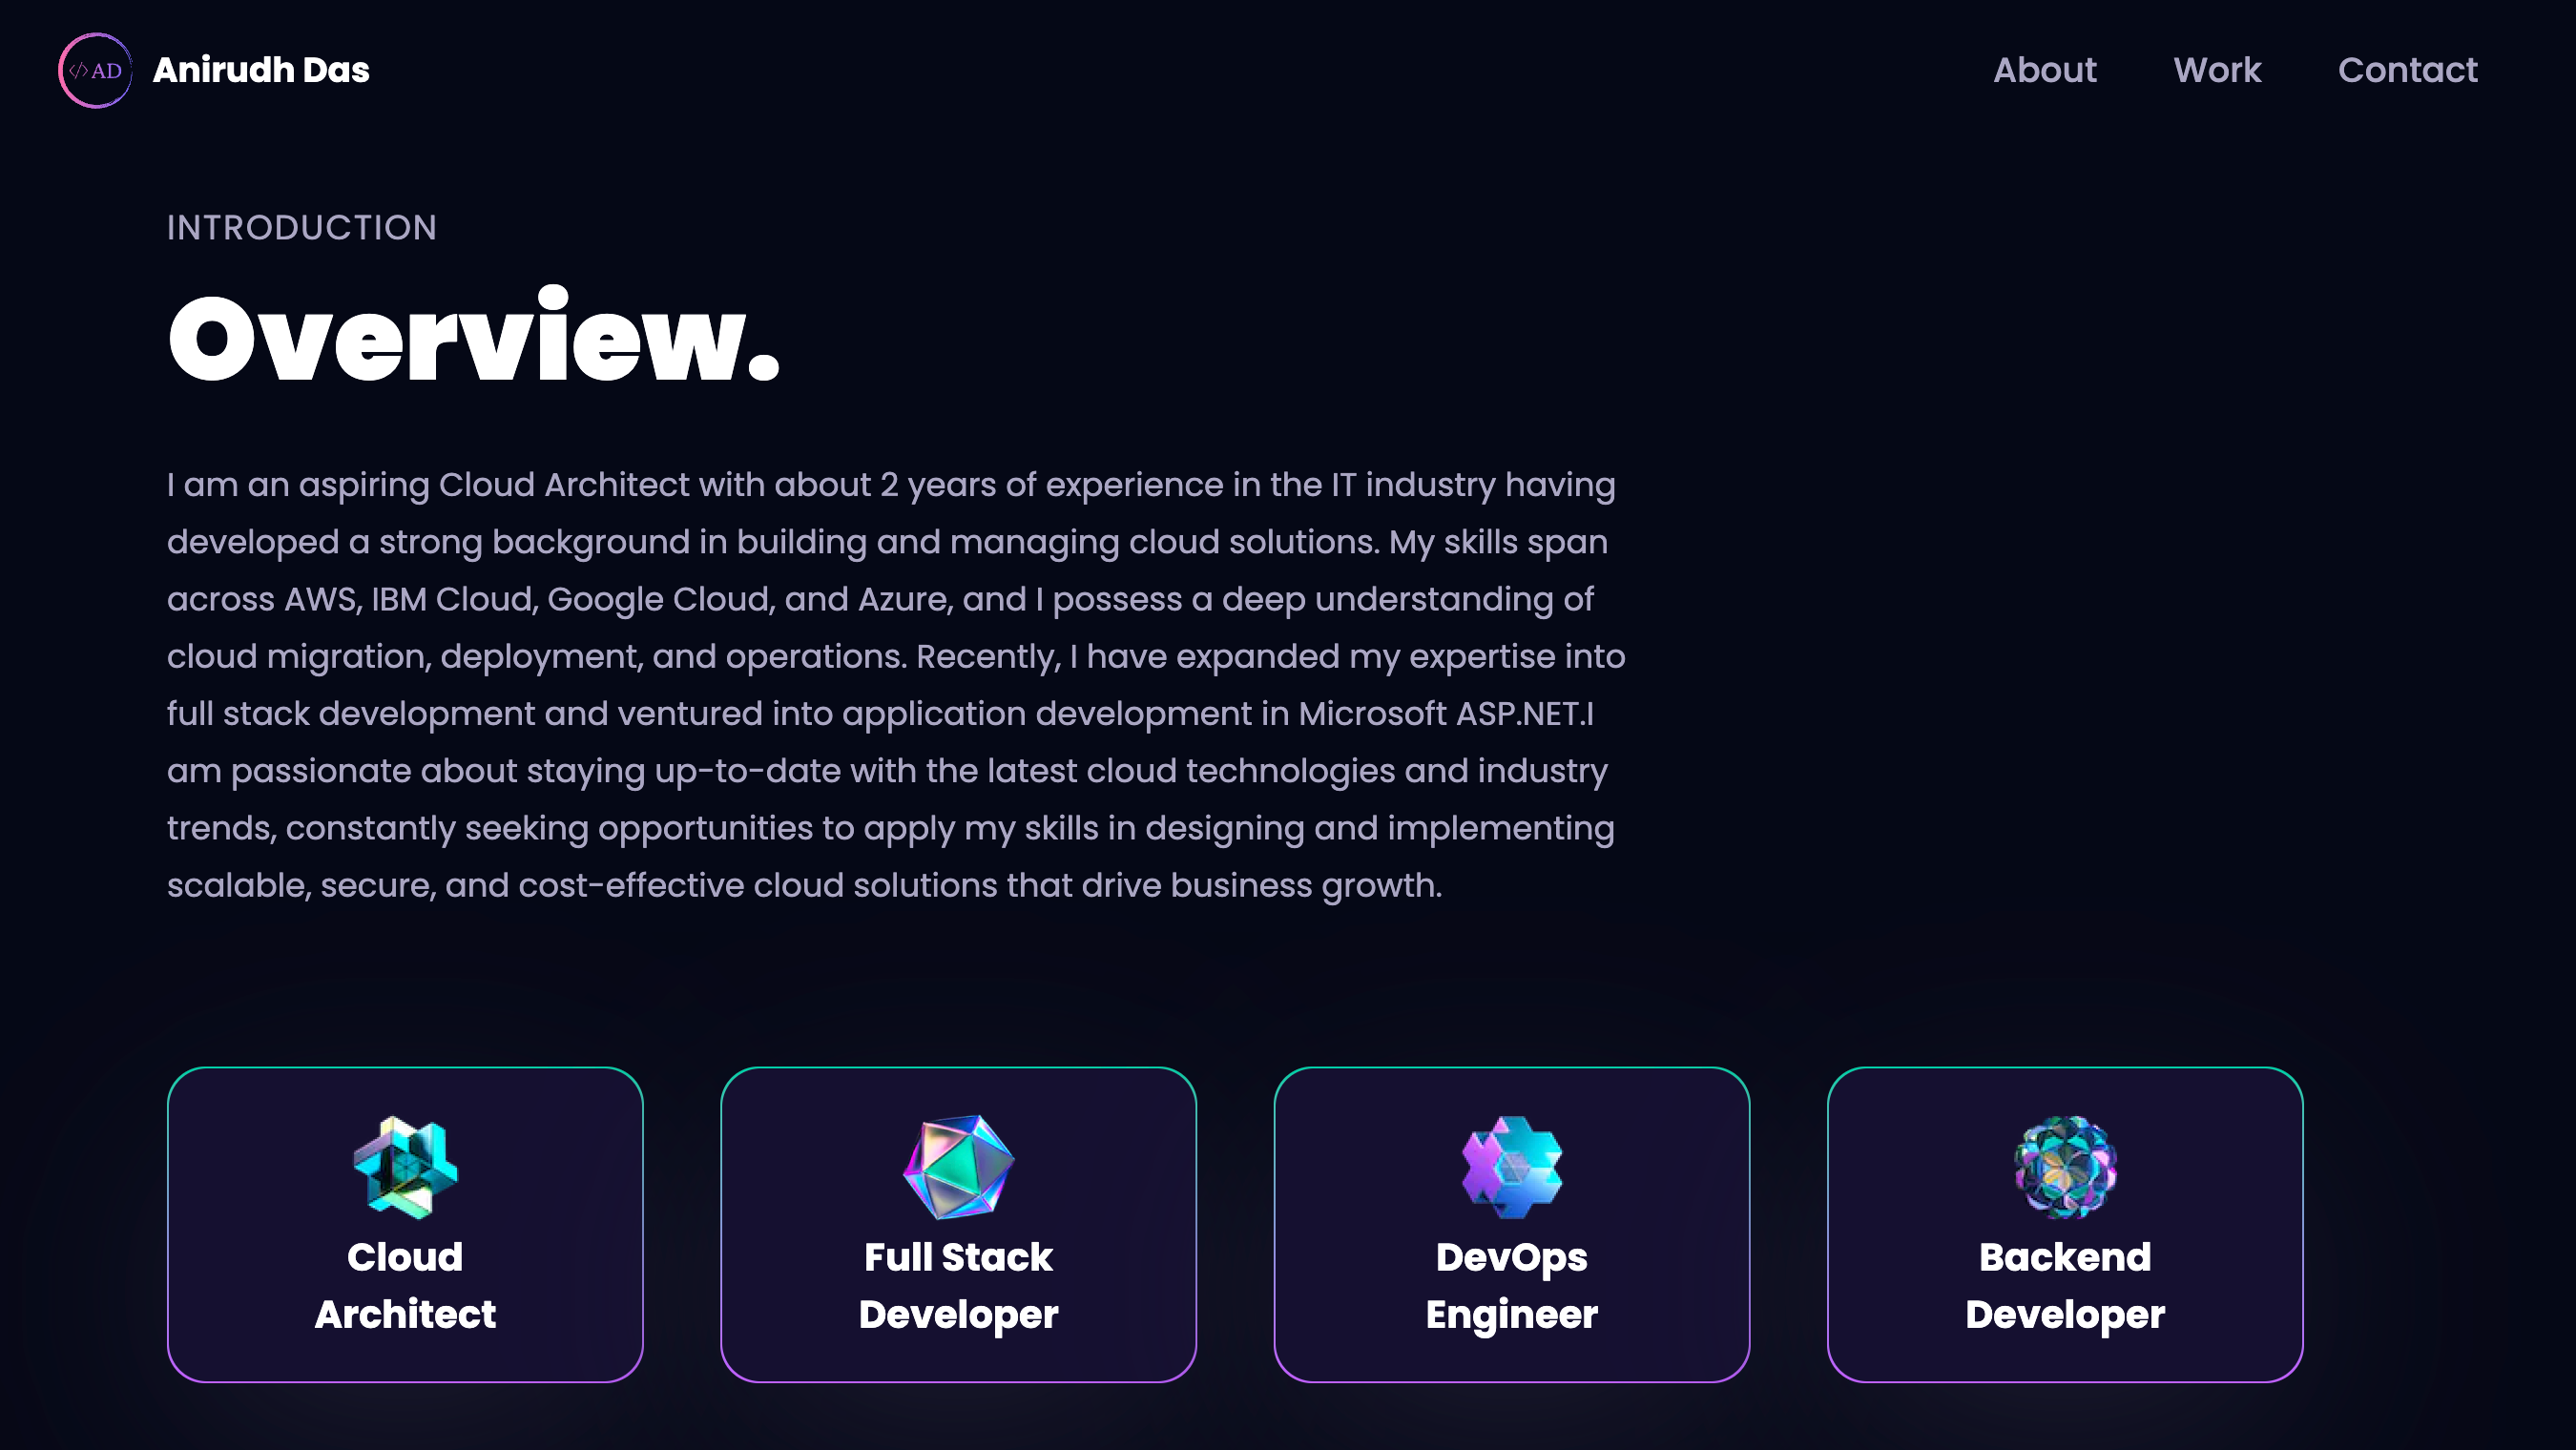 </> AD
Anirudh Das
About
Work
Contact
INTRODUCTION
Overview.
I am an aspiring Cloud Architect with about 2 years of experience in the IT industry having
developed a strong background in building and managing cloud solutions. My skills span
across AWS, IBM Cloud, Google Cloud, and Azure, and I possess a deep understanding of
cloud migration, deployment, and operations. Recently, I have expanded my expertise into
full stack development and ventured into application development in Microsoft ASP.NET.I
am passionate about staying up-to-date with the latest cloud technologies and industry
trends, constantly seeking opportunities to apply my skills in designing and implementing
scalable, secure, and cost-effective cloud solutions that drive business growth.
Cloud
Architect
Full Stack
Developer
DevOps
Engineer
Backend
Developer